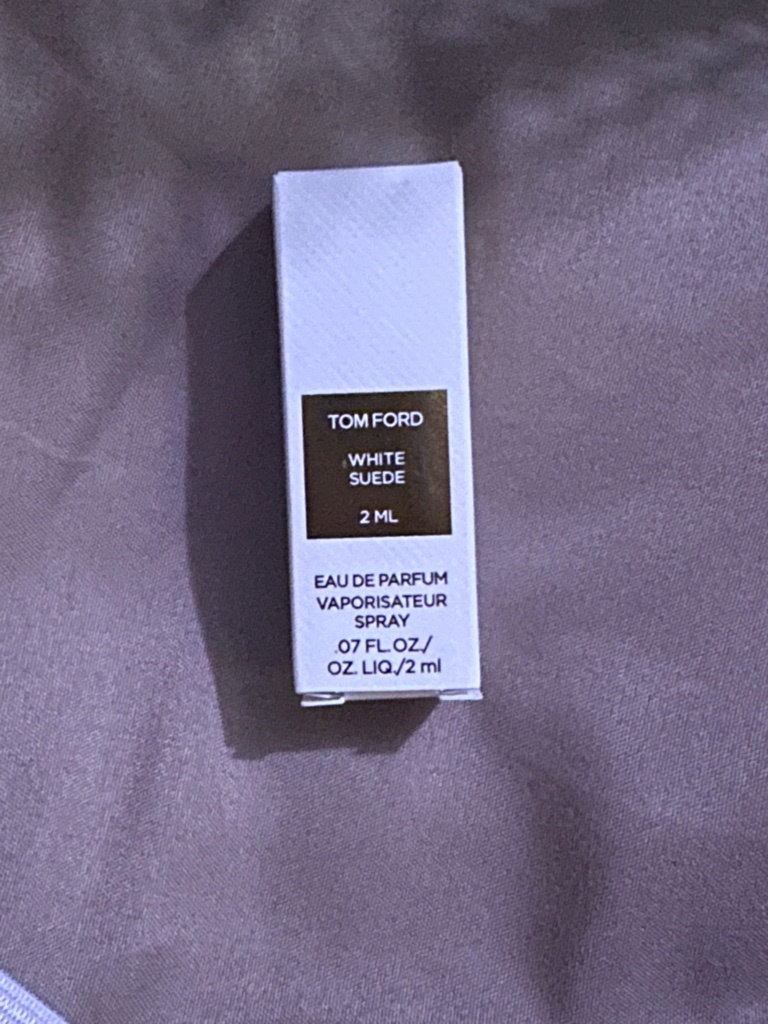 TOM FORD
WHITE
SUEDE
2 ML
EAU DE PARFUM
VAPORISATEUR
SPRAY
.07 FL.OZ./
OZ. LIQ./2 ml